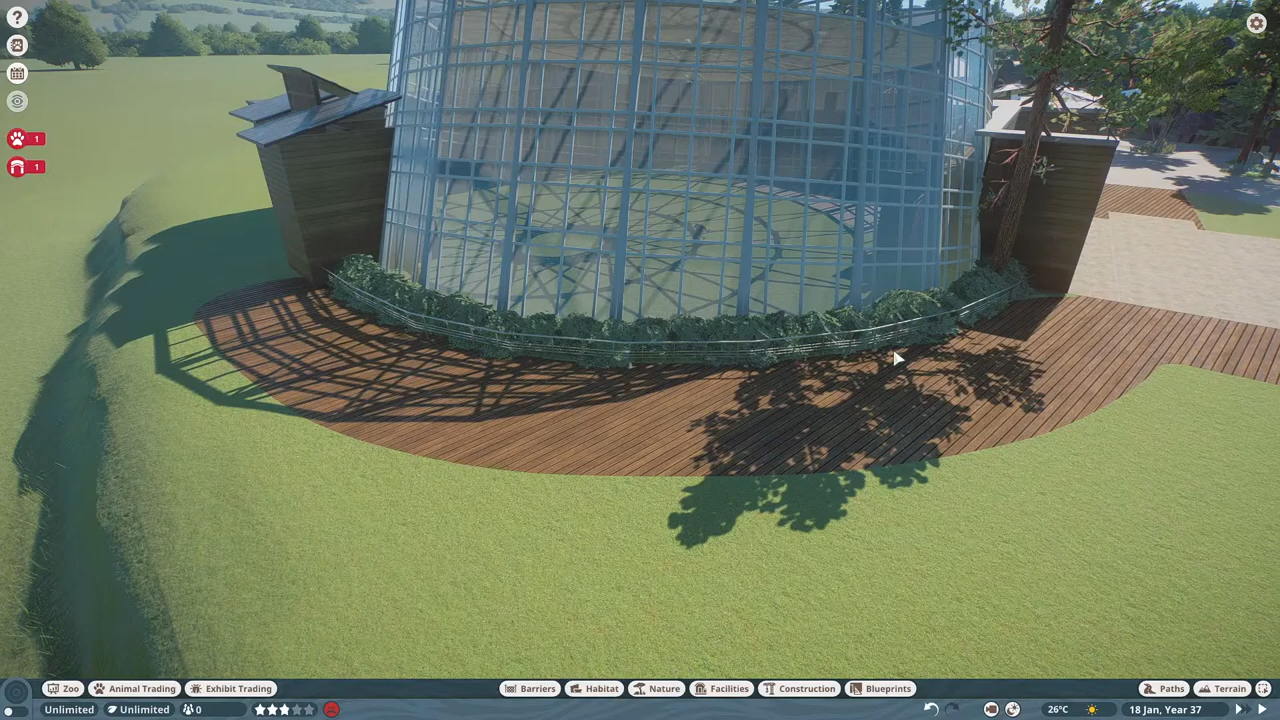 ?
1
1
Zoo Animal Trading Exhibit Trading Barriers Habitat Nature Facilities Construction Blueprints Paths Terrain
Unlimited Unlimited 0 26°C 18 Jan, Year 37